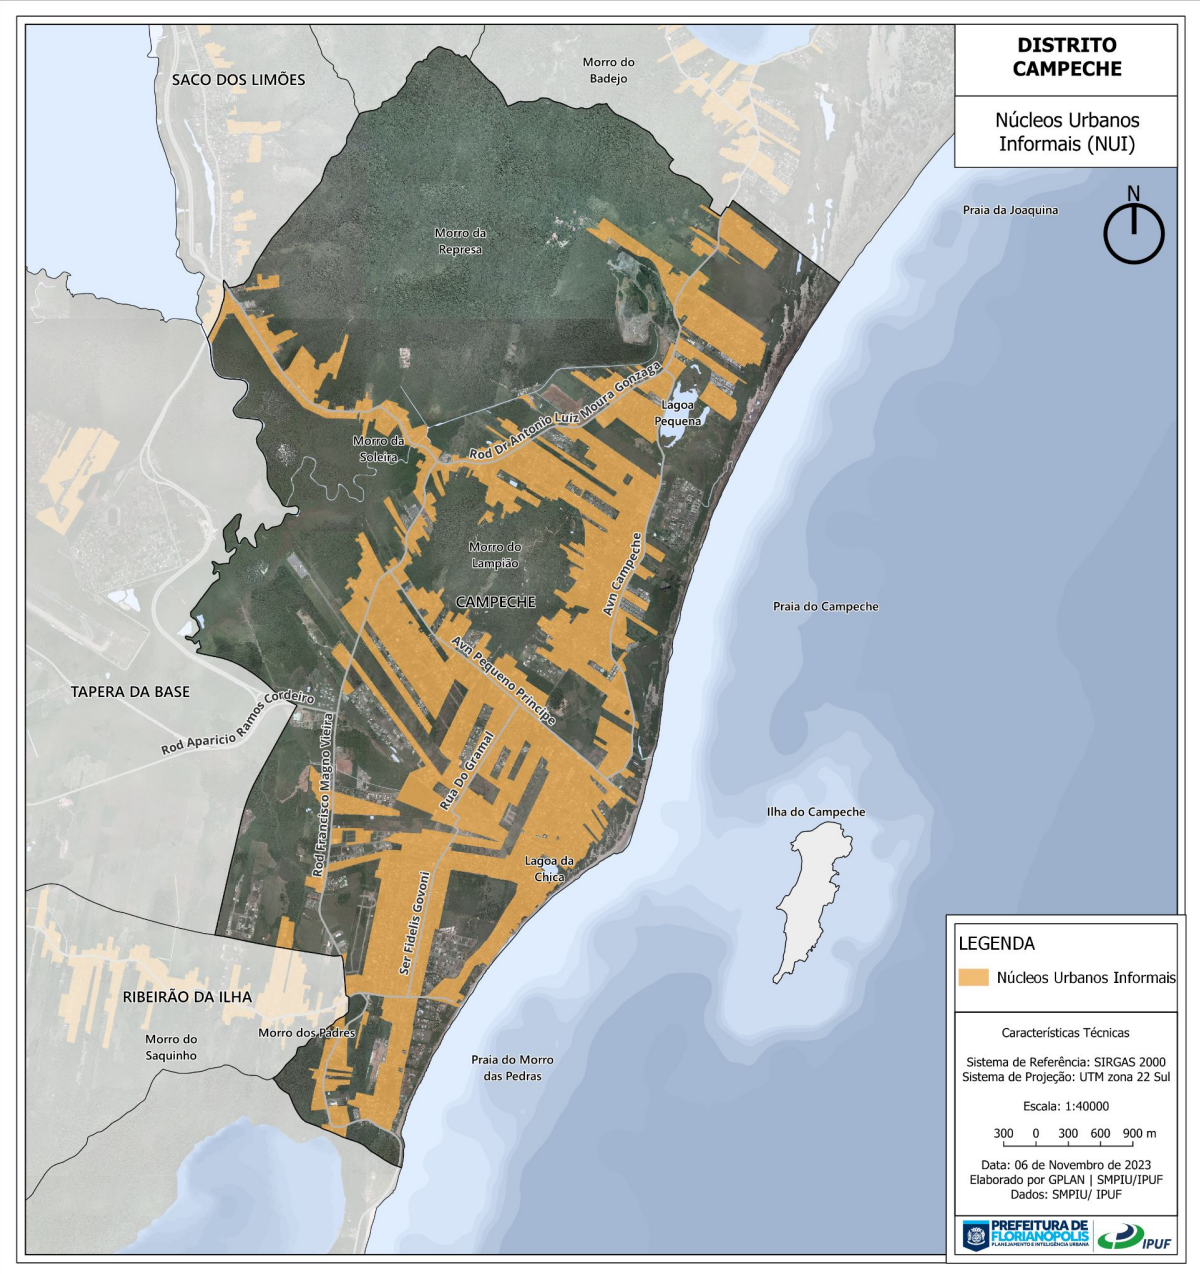 DISTRITO
CAMPECHE
Núcleos Urbanos
Informais (NUI)
N
SACO DOS LIMÕES
Morro do
Badejo
Praia da Joaquina
Morro da
Represa
Lagoa
Pequena
Rod Dr Antonio Luiz Moura Gonzaga
Morro da
Soleira
Morro do
Lampião
CAMPECHE
Avn Campeche
Praia do Campeche
Avn Pequeno Principe
TAPERA DA BASE
Rod Aparicio Ramos Cordeiro
Rod Francisco Magno Vieira
Rua Do Gramal
Ilha do Campeche
Lagoa da
Chica
Ser Fidelis Govoni
RIBEIRÃO DA ILHA
Morro dos Padres
Morro do
Saquinho
Praia do Morro
das Pedras
LEGENDA
Núcleos Urbanos Informais
Características Técnicas
Sistema de Referência: SIRGAS 2000
Sistema de Projeção: UTM zona 22 Sul
Escala: 1:40000
300 0 300 600 900 m
Data: 06 de Novembro de 2023
Elaborado por GPLAN | SMPIU/IPUF
Dados: SMPIU/ IPUF
PREFEITURA DE
FLORIANÓPOLIS
PLANEJAMENTO E INTELIGÊNCIA URBANA
IPUF